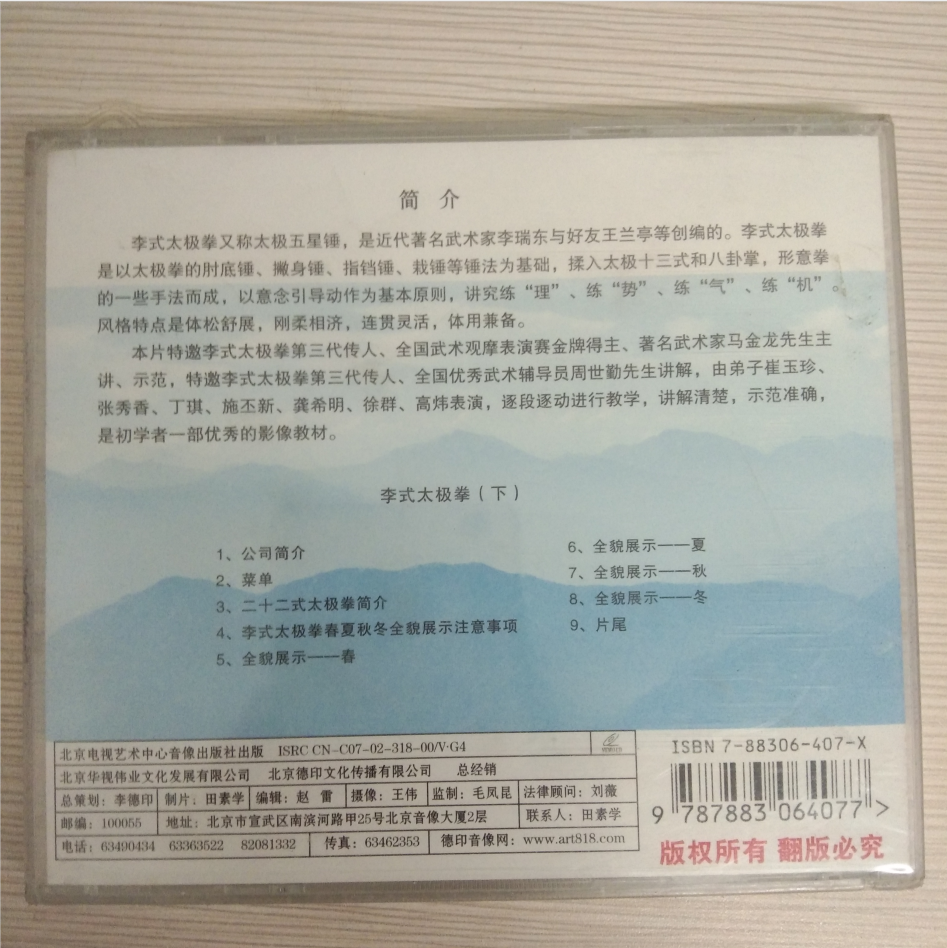 简 介
李式太极拳又称太极五星锤，是近代著名武术家李瑞东与好友王兰亭等创编的。李式太极拳
是以太极拳的肘底锤、撇身锤、指铛锤、栽锤等锤法为基础，揉入太极十三式和八卦掌，形意拳
的一些手法而成，以意念引导动作为基本原则，讲究练“理”、练“势”、练“气”、练“机”。
风格特点是体松舒展，刚柔相济，连贯灵活，体用兼备。
本片特邀李式太极拳第三代传人、全国武术观摩表演赛金牌得主、著名武术家马金龙先生主
讲、示范，特邀李式太极拳第三代传人、全国优秀武术辅导员周世勤先生讲解，由弟子崔玉珍、
张秀香、丁琪、施丕新、龚希明、徐群、高炜表演，逐段逐动进行教学，讲解清楚，示范准确，
是初学者一部优秀的影像教材。
李式太极拳（下）
1、公司简介
2、菜单
3、二十二式太极拳简介
4、李式太极拳春夏秋冬全貌展示注意事项
5、全貌展示——春
6、全貌展示——夏
7、全貌展示——秋
8、全貌展示——冬
9、片尾
北京电视艺术中心音像出版社出版 ISRC CN-C07-02-318-00/V·G4
北京华视伟业文化发展有限公司 北京德印文化传播有限公司 总经销
总策划：李德印 制片：田素学 编辑：赵 雷 摄像：王伟 监制：毛凤昆 法律顾问：刘薇
邮编：100055 地址：北京市宣武区南滨河路甲25号北京音像大厦2层 联系人：田素学
电话：63490434 63363522 82081332 传真：63462353 德印音像网：www.art818.com
ISBN 7-88306-407-X
9 787883 064077 >
版权所有 翻版必究